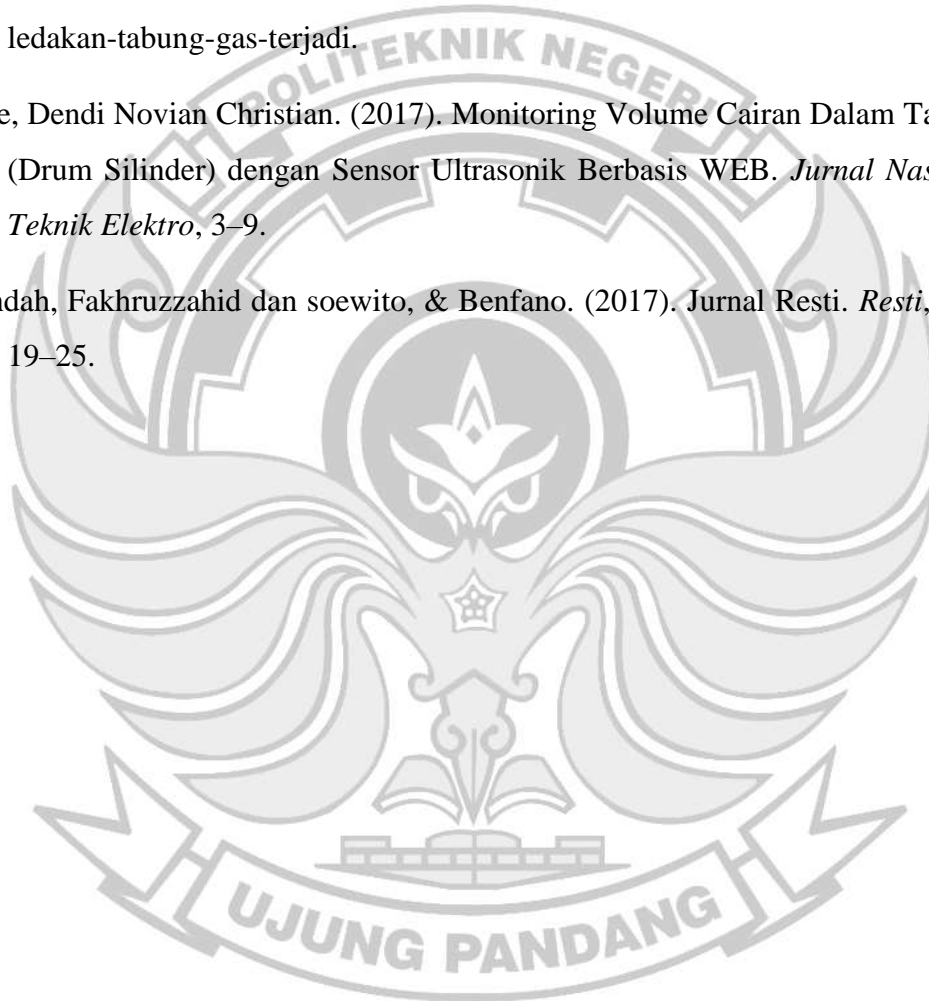 ledakan-tabung-gas-terjadi.
POLITEKNIK NEGERI
e, Dendi Novian Christian. (2017). Monitoring Volume Cairan Dalam Ta
(Drum Silinder) dengan Sensor Ultrasonik Berbasis WEB. Jurnal Nas
Teknik Elektro, 3–9.
ndah, Fakhruzzahid dan soewito, & Benfano. (2017). Jurnal Resti. Resti,
19–25.
UJUNG PANDANG